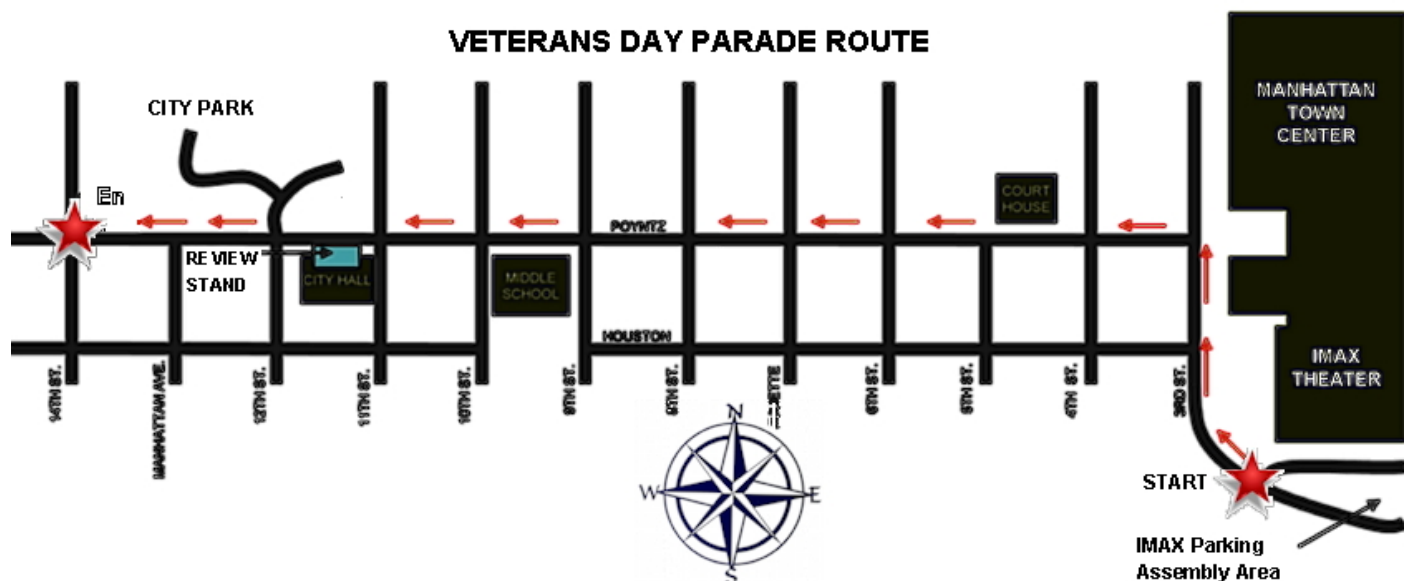 VETERANS DAY PARADE ROUTE
MANHATTAN
TOWN
CENTER
CITY PARK
En
COURT
HOUSE
POYNTZ
REVIEW
STAND
CITY HALL
MIDDLE
SCHOOL
HOUSTON
IMAX
THEATER
14TH ST.
MANHATTAN AVE.
12TH ST.
11TH ST.
10TH ST.
9TH ST.
8TH ST.
6TH ST.
5TH ST.
4TH ST.
3RD ST.
N
W
E
S
START
IMAX Parking
Assembly Area